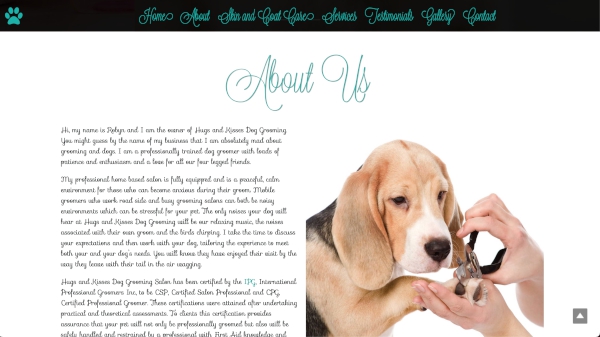 Home About Skin and Coat Care Services Testimonials Gallery Contact
About Us
Hi, my name is Robyn and I am the owner of Hugs and Kisses Dog Grooming.
You might guess by the name of my business that I am absolutely mad about
grooming and dogs. I am a professionally trained dog groomer with loads of
patience and enthusiasm and a love for all our four legged friends.
My professional home based salon is fully equipped and is a peaceful, calm
environment for those who can become anxious during their groom. Mobile
groomers who work road side and busy grooming salons can both be noisy
environments which can be stressful for your pet. The only noises your dog will
hear at Hugs and Kisses Dog Grooming will be our relaxing music, the noises
associated with their own groom and the birds chirping. I take the time to discuss
your expectations and then work with your dog, tailoring the experience to meet
both your and your dog's needs. You will know they have enjoyed their visit by the
way they leave with their tail in the air wagging.
Hugs and Kisses Dog Grooming Salon has been certified by the IPG, International
Professional Groomers Inc, to be CSP, Certified Salon Professional and CPG,
Certified Professional Groomer. These certifications were attained after undertaking
practical and theoretical assessments. To clients this certification provides
assurance that your pet will not only be professionally groomed but also will be
safely handled and restrained by a professional with First Aid knowledge and